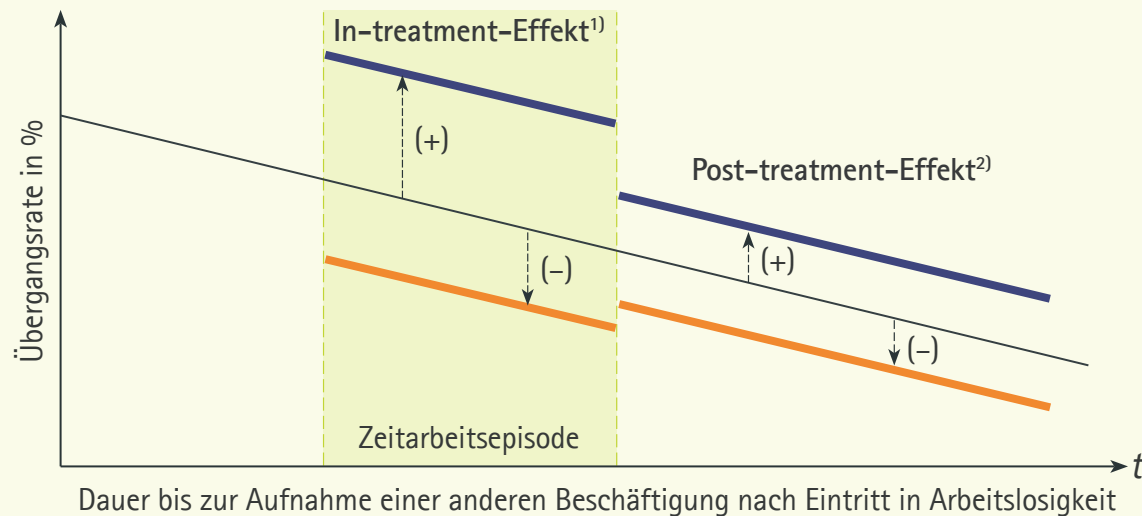 In-treatment-Effekt¹⁾
(+)
Post-treatment-Effekt²⁾
(–)
(+)
(–)
Übergangsrate in %
Zeitarbeitsepisode
t
Dauer bis zur Aufnahme einer anderen Beschäftigung nach Eintritt in Arbeitslosigkeit